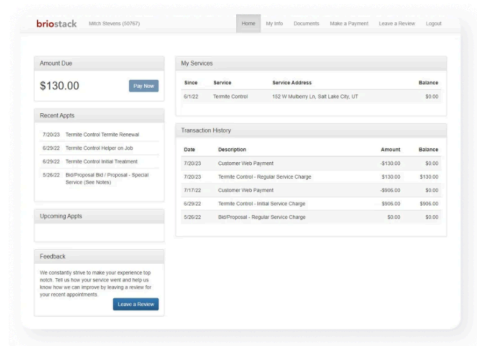 briostack
Mitch Stevens (50767)
Home My Info Documents Make a Payment Leave a Review Logout
Amount Due
$130.00
Pay Now
Recent Appts
7/20/23 Termite Control Termite Renewal
6/29/22 Termite Control Helper on Job
6/29/22 Termite Control Initial Treatment
5/26/22 Bid/Proposal Bid / Proposal - Special
Service (See Notes)
Upcoming Appts
Feedback
We constantly strive to make your experience top
notch. Tell us how your service went and help us
know how we can improve by leaving a review for
your recent appointments.
Leave a Review
My Services
Since Service Service Address Balance
6/1/22 Termite Control 152 W Mulberry Ln, Salt Lake City, UT $0.00
Transaction History
Date Description Amount Balance
7/20/23 Customer Web Payment -$130.00 $0.00
7/20/23 Termite Control - Regular Service Charge $130.00 $130.00
7/17/22 Customer Web Payment $0.00
6/29/22 Termite Control - Initial Service Charge
5/26/22 Bid/Proposal - Regular Service Charge $0.00 $0.00